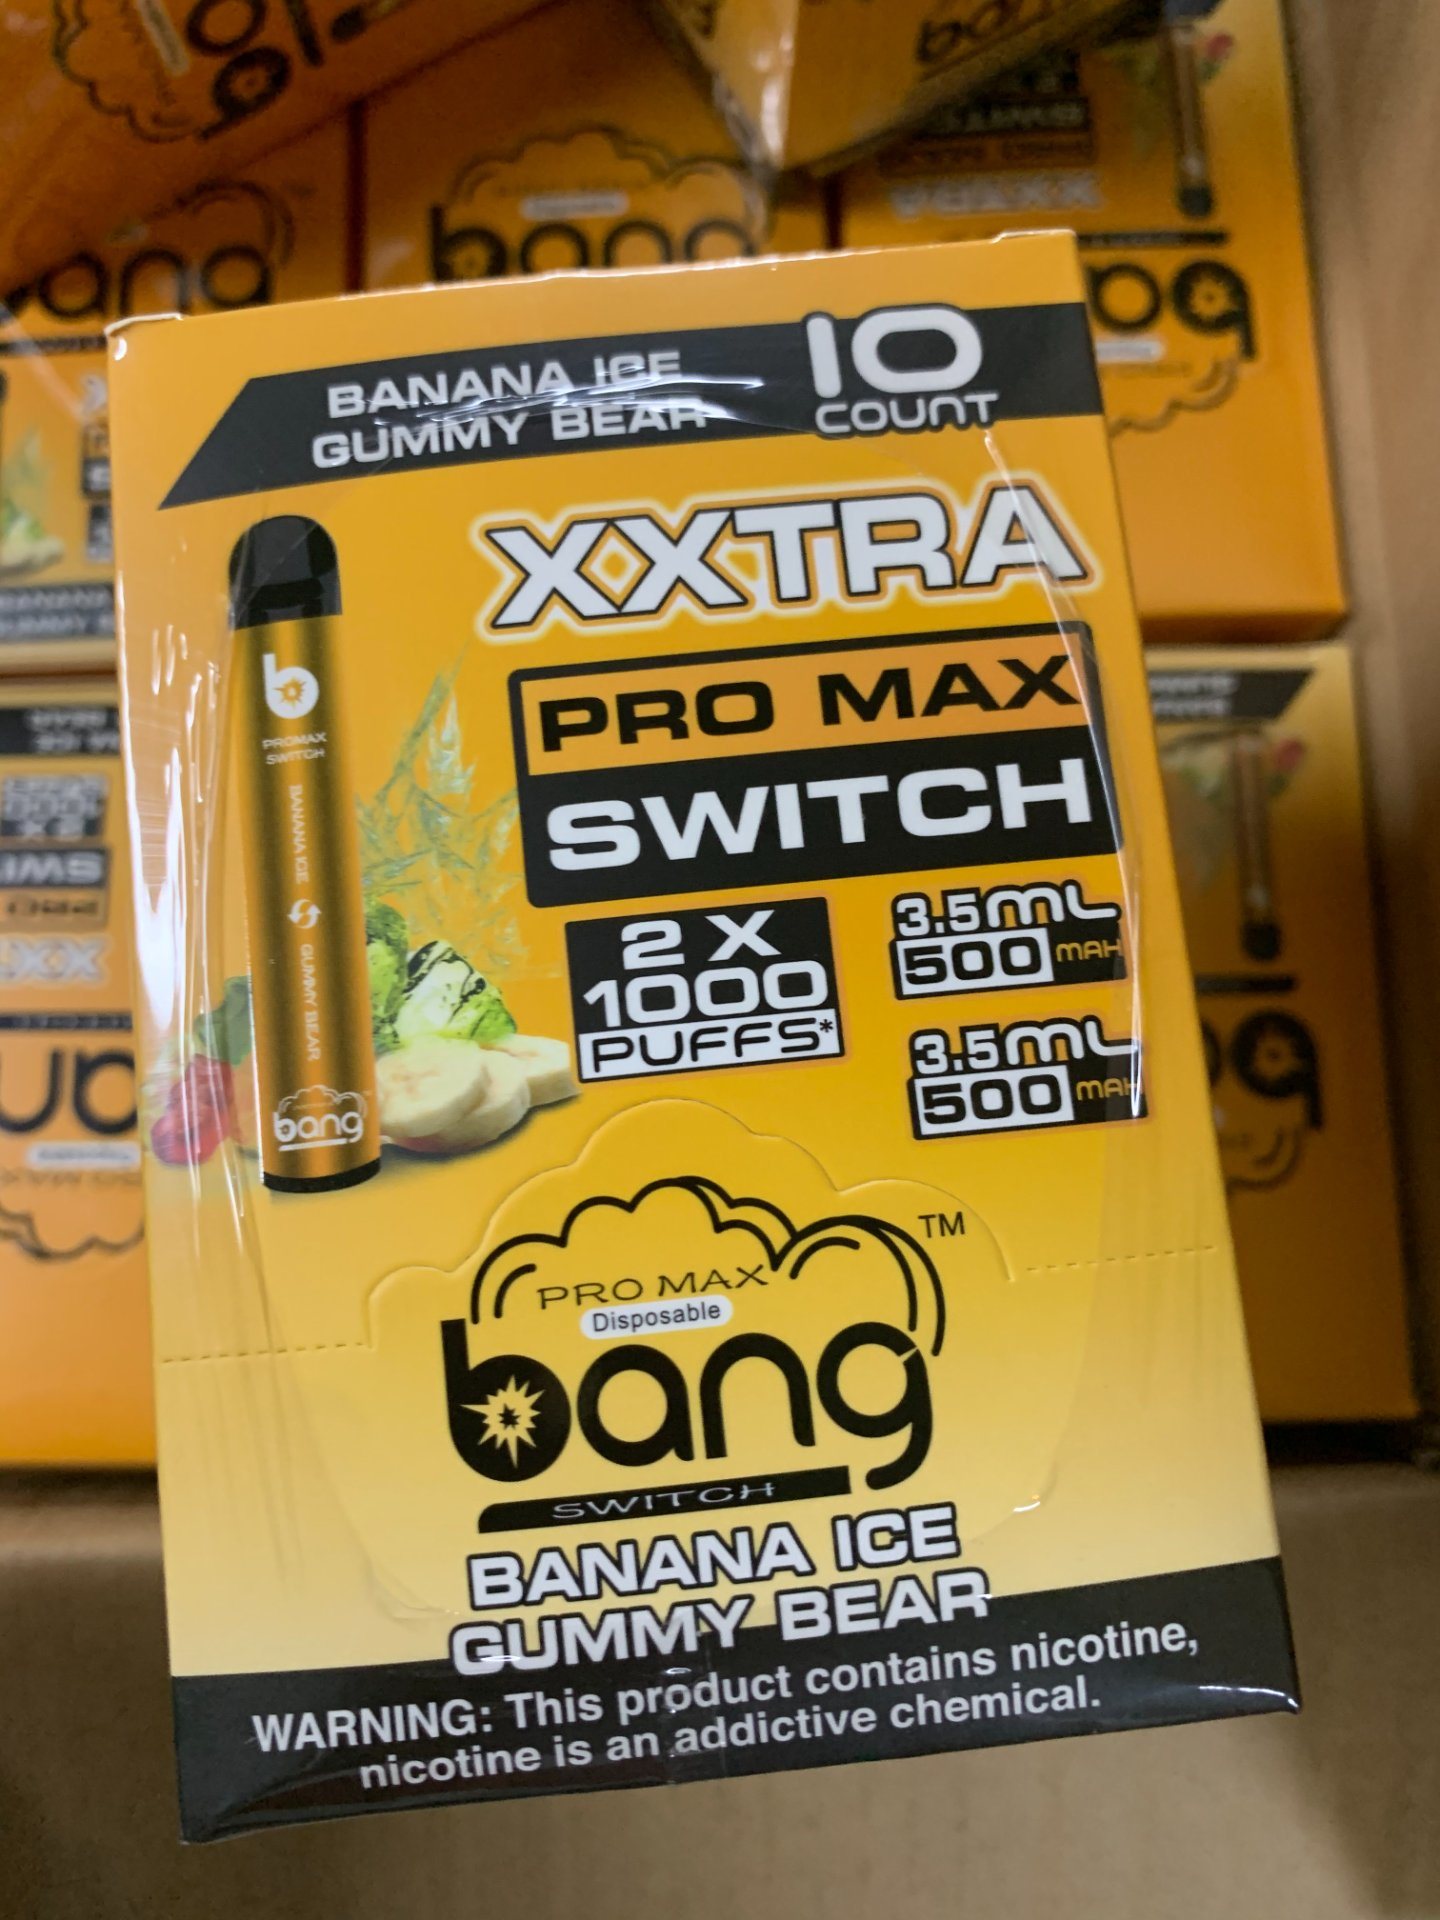 BANANA ICE
GUMMY BEAR
10
COUNT
XXTRA
PRO MAX
SWITCH
2 X
1000
PUFFS*
3.5mL
500 MAH
3.5mL
500 MAH
b
PROMAX
SWITCH
BANANA ICE
GUMMY BEAR
bang
PRO MAX
Disposable
bang
TM
SWITCH
BANANA ICE
GUMMY BEAR
WARNING: This product contains nicotine,
nicotine is an addictive chemical.
bang
bang